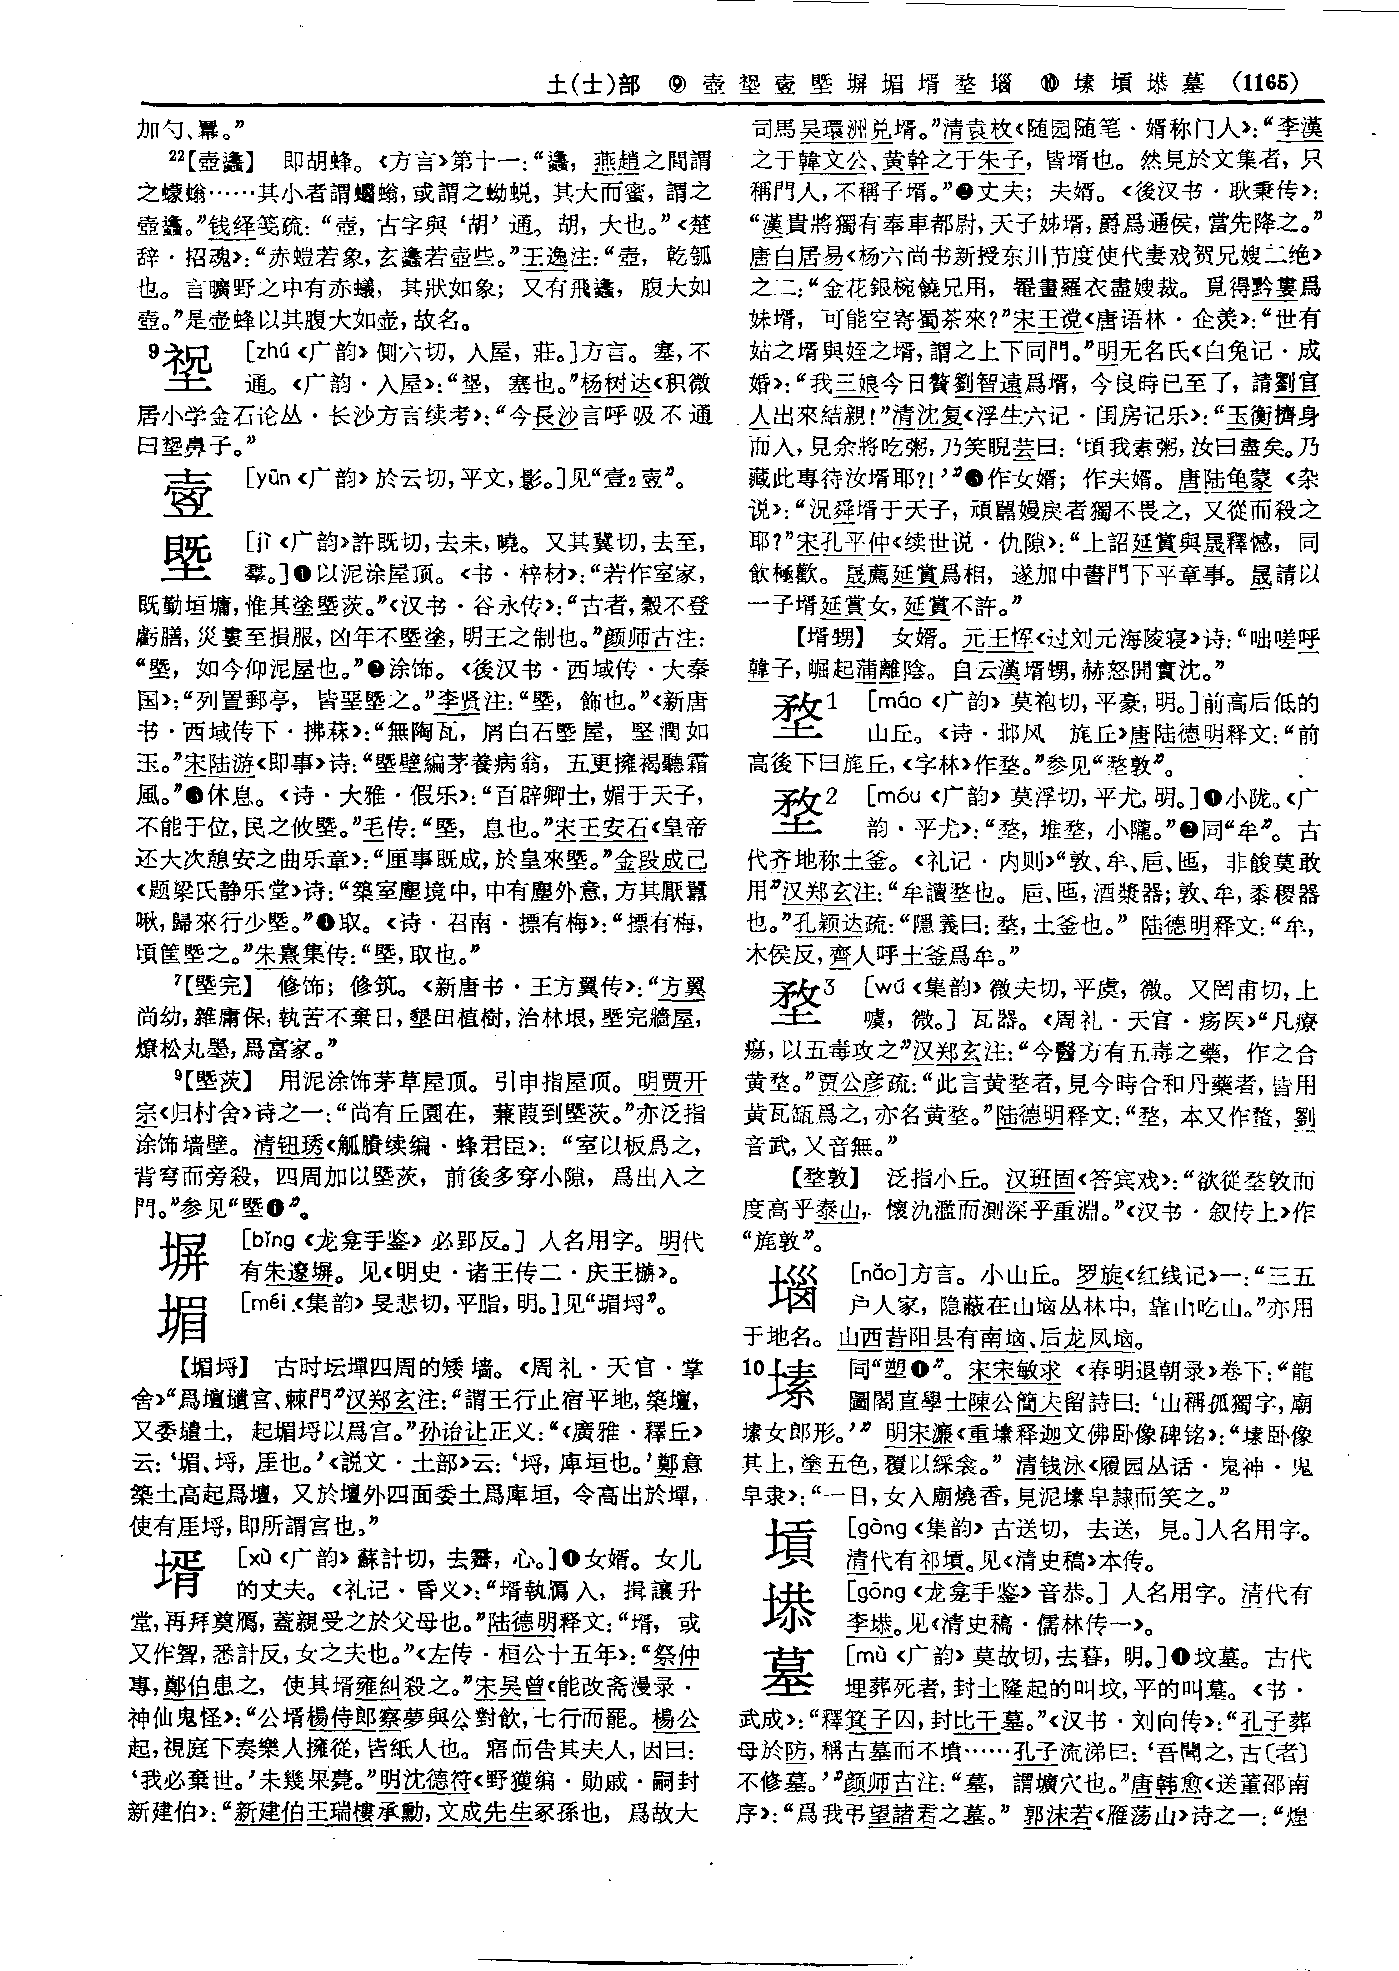 土(士)部 ⑨ 壺 堲 壼 塈 塀 堳 壻 堥 堖 ⑩ 塐 塡 塨 墓 (1165)
加勺、冪。”
²²【壺蠭】 即胡蜂。《方言》第十一：“蠭，燕趙之間謂
之蠓螉……其小者謂蠮螉，或謂之蚴蜕，其大而蜜，謂之
壺蠭。”钱绎笺疏：“壺，古字與‘胡’通。胡，大也。”《楚
辞·招魂》：“赤螘若象，玄蠭若壺些。”王逸注：“壺，乾瓠
也。言曠野之中有赤蟻，其狀如象；又有飛蠭，腹大如
壺。”是壶蜂以其腹大如壶，故名。
9 [zhú《广韵》側六切，入屋，莊。]方言。塞，不
通。《广韵·入屋》：“，塞也。”杨树达《积微
居小学金石论丛·长沙方言续考》：“今長沙言呼吸不通
曰鼻子。”
壹 [yūn《广韵》於云切，平文，影。]见“壹₂”。
塈 [jì《广韵》許既切，去未，曉。又其冀切，去至，
羣。]❶以泥涂屋顶。《书·梓材》：“若作室家，
既勤垣墉，惟其塗塈茨。”《汉书·谷永传》：“古者，穀不登
虧膳，災婁至損服，凶年不塈塗，明王之制也。”颜师古注：
“塈，如今仰泥屋也。”❷涂饰。《後汉书·西域传·大秦
国》：“列置郵亭，皆堊塈之。”李贤注：“塈，飾也。”《新唐
书·西域传下·拂菻》：“無陶瓦，屑白石塈屋，堅潤如
玉。”宋陆游《即事》诗：“塈壁編茅養病翁，五更擁褐聽霜
風。”❸休息。《诗·大雅·假乐》：“百辟卿士，媚于天子，
不能于位，民之攸塈。”毛传：“塈，息也。”宋王安石《皇帝
还大次憩安之曲乐章》：“厘事既成，於皇來塈。”金段成己
《题梁氏静乐堂》诗：“築室塵境中，中有塵外意，方其厭囂
啾，歸來行少塈。”❹取。《诗·召南·摽有梅》：“摽有梅，
頃筐塈之。”朱熹集传：“塈，取也。”
⁷【塈完】 修饰；修筑。《新唐书·王方翼传》：“方翼
尚幼，雜庸保，執苦不棄日，墾田植樹，治林垠，塈完牆屋，
燎松丸墨，爲富家。”
⁹【塈茨】 用泥涂饰茅草屋顶。引申指屋顶。明贾开
宗《归村舍》诗之一：“尚有丘園在，蒹葭到塈茨。”亦泛指
涂饰墙壁。清钮琇《觚賸续编·蜂君臣》：“室以板爲之，
背穹而旁殺，四周加以塈茨，前後多穿小隙，爲出入之
門。”参见“塈❶”。
塀 [bǐng《龙龛手鉴》必郢反。]人名用字。明代
有朱邃塀。见《明史·诸王传二·庆王㮵》。
堳 [méi《集韵》旻悲切，平脂，明。]见“堳埒”。
【堳埒】 古时坛墠四周的矮墙。《周礼·天官·掌
舍》“爲壇壝宮、棘門”汉郑玄注：“謂王行止宿平地，築壇，
又委壝土，起堳埒以爲宫。”孙诒让正义：“《廣雅·釋丘》
云：‘堳、埒，厓也。’《説文·土部》云：‘埒，庳垣也。’鄭意
築土高起爲壇，又於壇外四面委土爲庳垣，令高出於墠，
使有厓埒，即所謂宫也。”
壻 [xù《广韵》蘇計切，去霽，心。]❶女婿。女儿
的丈夫。《礼记·昏义》：“壻執鴈入，揖讓升
堂，再拜奠鴈，蓋親受之於父母也。”陆德明释文：“壻，或
又作聟，悉計反，女之夫也。”《左传·桓公十五年》：“祭仲
專，鄭伯患之，使其壻雍糾殺之。”宋吴曾《能改斋漫录·
神仙鬼怪》：“公壻楊侍郎察夢與公對飲，七行而罷。楊公
起，視庭下奏樂人擁從，皆紙人也。寤而告其夫人，因曰：
‘我必棄世。’未幾果薨。”明沈德符《野獲编·勋戚·嗣封
新建伯》：“新建伯王瑞樓承勳，文成先生冢孫也，爲故大
司馬吴環洲兑壻。”清袁枚《随园随笔·婿称门人》：“李漢
之于韓文公、黄幹之于朱子，皆壻也。然見於文集者，只
稱門人，不稱子壻。”❷丈夫；夫婿。《後汉书·耿秉传》：
“漢貴將獨有奉車都尉，天子姊壻，爵爲通侯，當先降之。”
唐白居易《杨六尚书新授东川节度使代妻戏贺兄嫂二绝》
之二：“金花銀椀饒兄用，罨畫羅衣盡嫂裁。覓得黔婁爲
妹壻，可能空寄蜀茶來？”宋王谠《唐语林·企羡》：“世有
姑之壻與姪之壻，謂之上下同門。”明无名氏《白兔记·成
婚》：“我三娘今日贅劉智遠爲壻，今良時已至了，請劉官
人出來結親！”清沈复《浮生六记·闺房记乐》：“玉衡擠身
而入，見余將吃粥，乃笑睨芸曰：‘頃我素粥，汝曰盡矣。乃
藏此專待汝壻耶？！’”❸作女婿；作夫婿。唐陆龟蒙《杂
说》：“況舜壻于天子，頑嚚嫚戾者獨不畏之，又從而殺之
耶？”宋孔平仲《续世说·仇隙》：“上詔延賞與晟釋憾，同
飲極歡。晟薦延賞爲相，遂加中書門下平章事。晟請以
一子壻延賞女，延賞不許。”
【壻甥】 女婿。元王恽《过刘元海陵寝》诗：“咄嗟呼
韓子，崛起蒲離陰。自云漢壻甥，赫怒開竇沈。”
堥1 [máo《广韵》莫袍切，平豪，明。]前高后低的
山丘。《诗·邶风 旄丘》唐陆德明释文：“前
高後下曰旄丘，《字林》作堥。”参见“堥敦”。
堥2 [móu《广韵》莫浮切，平尤，明。]❶小陇。《广
韵·平尤》：“堥，堆堥，小隴。”❷同“牟”。古
代齐地称土釜。《礼记·内则》“敦、牟、卮、匜，非餕莫敢
用”汉郑玄注：“牟讀堥也。卮、匜，酒漿器；敦、牟，黍稷器
也。”孔颖达疏：“隱義曰：堥，土釜也。”陆德明释文：“牟，
木侯反，齊人呼土釜爲牟。”
堥3 [wú《集韵》微夫切，平虞，微。又罔甫切，上
噳，微。]瓦器。《周礼·天官·疡医》“凡療
瘍，以五毒攻之”汉郑玄注：“今醫方有五毒之藥，作之合
黄堥。”贾公彦疏：“此言黄堥者，見今時合和丹藥者，皆用
黄瓦缻爲之，亦名黄堥。”陆德明释文：“堥，本又作䥐，劉
音武，又音無。”
【堥敦】 泛指小丘。汉班固《答宾戏》：“欲從堥敦而
度高乎泰山，懷氿濫而測深乎重淵。”《汉书·叙传上》作
“旄敦”。
堖 [nǎo]方言。小山丘。罗旋《红线记》一：“三五
户人家，隐蔽在山垴丛林中，靠山吃山。”亦用
于地名。山西昔阳县有南垴、后龙凤垴。
10塐 同“塑❶”。宋宋敏求《春明退朝录》卷下：“龍
圖閣直學士陳公簡夫留詩曰：‘山稱孤獨字，廟
塐女郎形。’”明宋濂《重塐释迦文佛卧像碑铭》：“塐卧像
其上，塗五色，覆以綵衾。”清钱泳《履园丛话·鬼神·鬼
皁隶》：“一日，女入廟燒香，見泥塐皁隸而笑之。”
塡 [gòng《集韵》古送切，去送，見。]人名用字。
清代有祁𡏅。见《清史稿》本传。
塨 [gōng《龙龛手鉴》音恭。]人名用字。清代有
李塨。见《清史稿·儒林传一》。
墓 [mù《广韵》莫故切，去暮，明。]❶坟墓。古代
埋葬死者，封土隆起的叫坟，平的叫墓。《书·
武成》：“釋箕子囚，封比干墓。”《汉书·刘向传》：“孔子葬
母於防，稱古墓而不墳……孔子流涕曰：‘吾聞之，古〔者〕
不修墓。’”颜师古注：“墓，謂壙穴也。”唐韩愈《送董邵南
序》：“爲我弔望諸君之墓。”郭沫若《雁荡山》诗之一：“煌